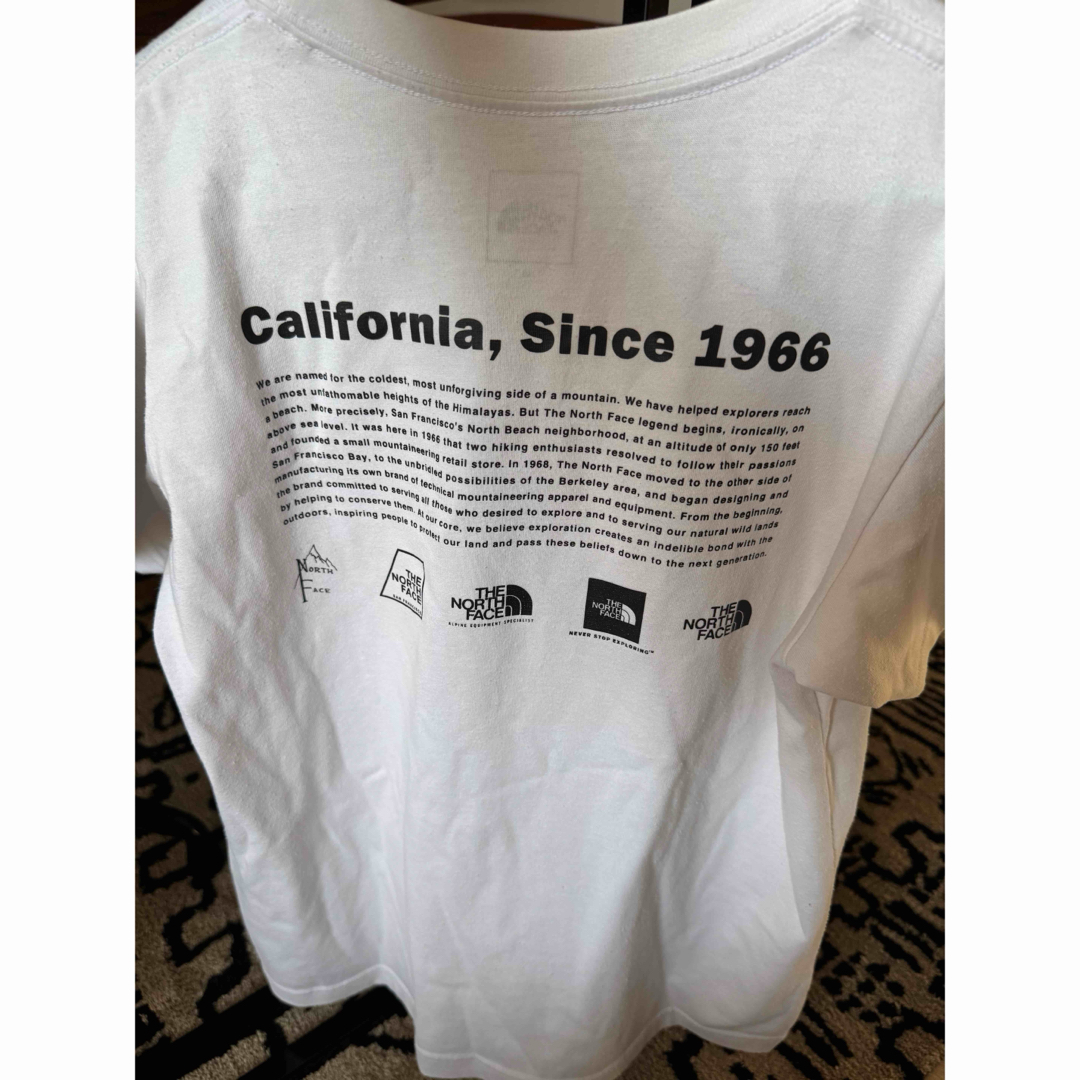 California, Since 1966
We are named for the coldest, most unforgiving side of a mountain. We have helped explorers reach
the most unfathomable heights of the Himalayas. But The North Face legend begins, ironically, on
a beach. More precisely, San Francisco's North Beach neighborhood, at an altitude of only 150 feet
above sea level. It was here in 1966 that two hiking enthusiasts resolved to follow their passions
and founded a small mountaineering retail store. In 1968, The North Face moved to the other side of
San Francisco Bay, to the unbridled possibilities of the Berkeley area, and began designing and
manufacturing its own brand of technical mountaineering apparel and equipment. From the beginning,
the brand committed to serving all those who desired to explore and to serving our natural wild lands
by helping to conserve them. At our core, we believe exploration creates an indelible bond with the
outdoors, inspiring people to protect our land and pass these beliefs down to the next generation.
NORTH
FACE
THE
NORTH
FACE
SAN FRANCISCO
THE
NORTH
FACE
ALPINE EQUIPMENT SPECIALIST
THE
NORTH
FACE
NEVER STOP EXPLORING™
THE
NORTH
FACE